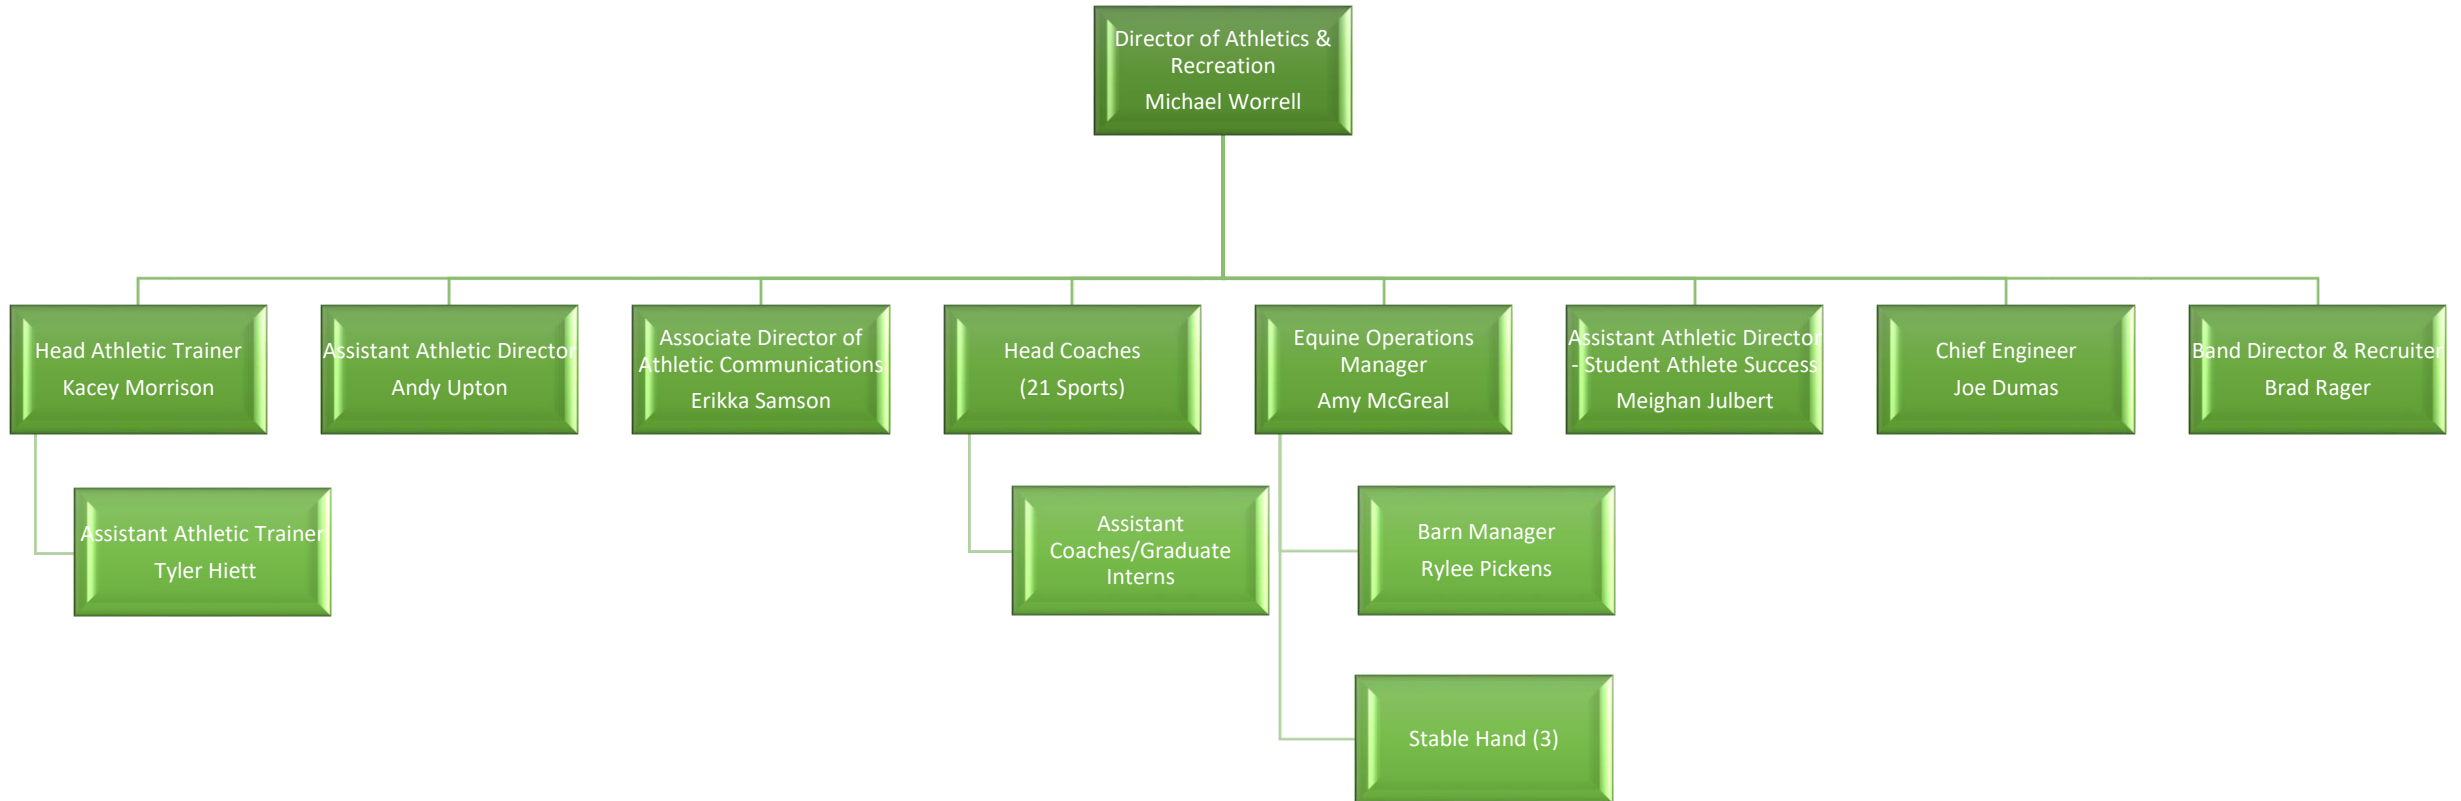 Director of Athletics &
Recreation
Michael Worrell
Head Athletic Trainer
Kacey Morrison
Assistant Athletic Director
Andy Upton
Associate Director of
Athletic Communications
Erikka Samson
Head Coaches
(21 Sports)
Equine Operations
Manager
Amy McGreal
Assistant Athletic Director
- Student Athlete Success
Meighan Julbert
Chief Engineer
Joe Dumas
Band Director & Recruiter
Brad Rager
Assistant Athletic Trainer
Tyler Hiett
Assistant
Coaches/Graduate
Interns
Barn Manager
Rylee Pickens
Stable Hand (3)